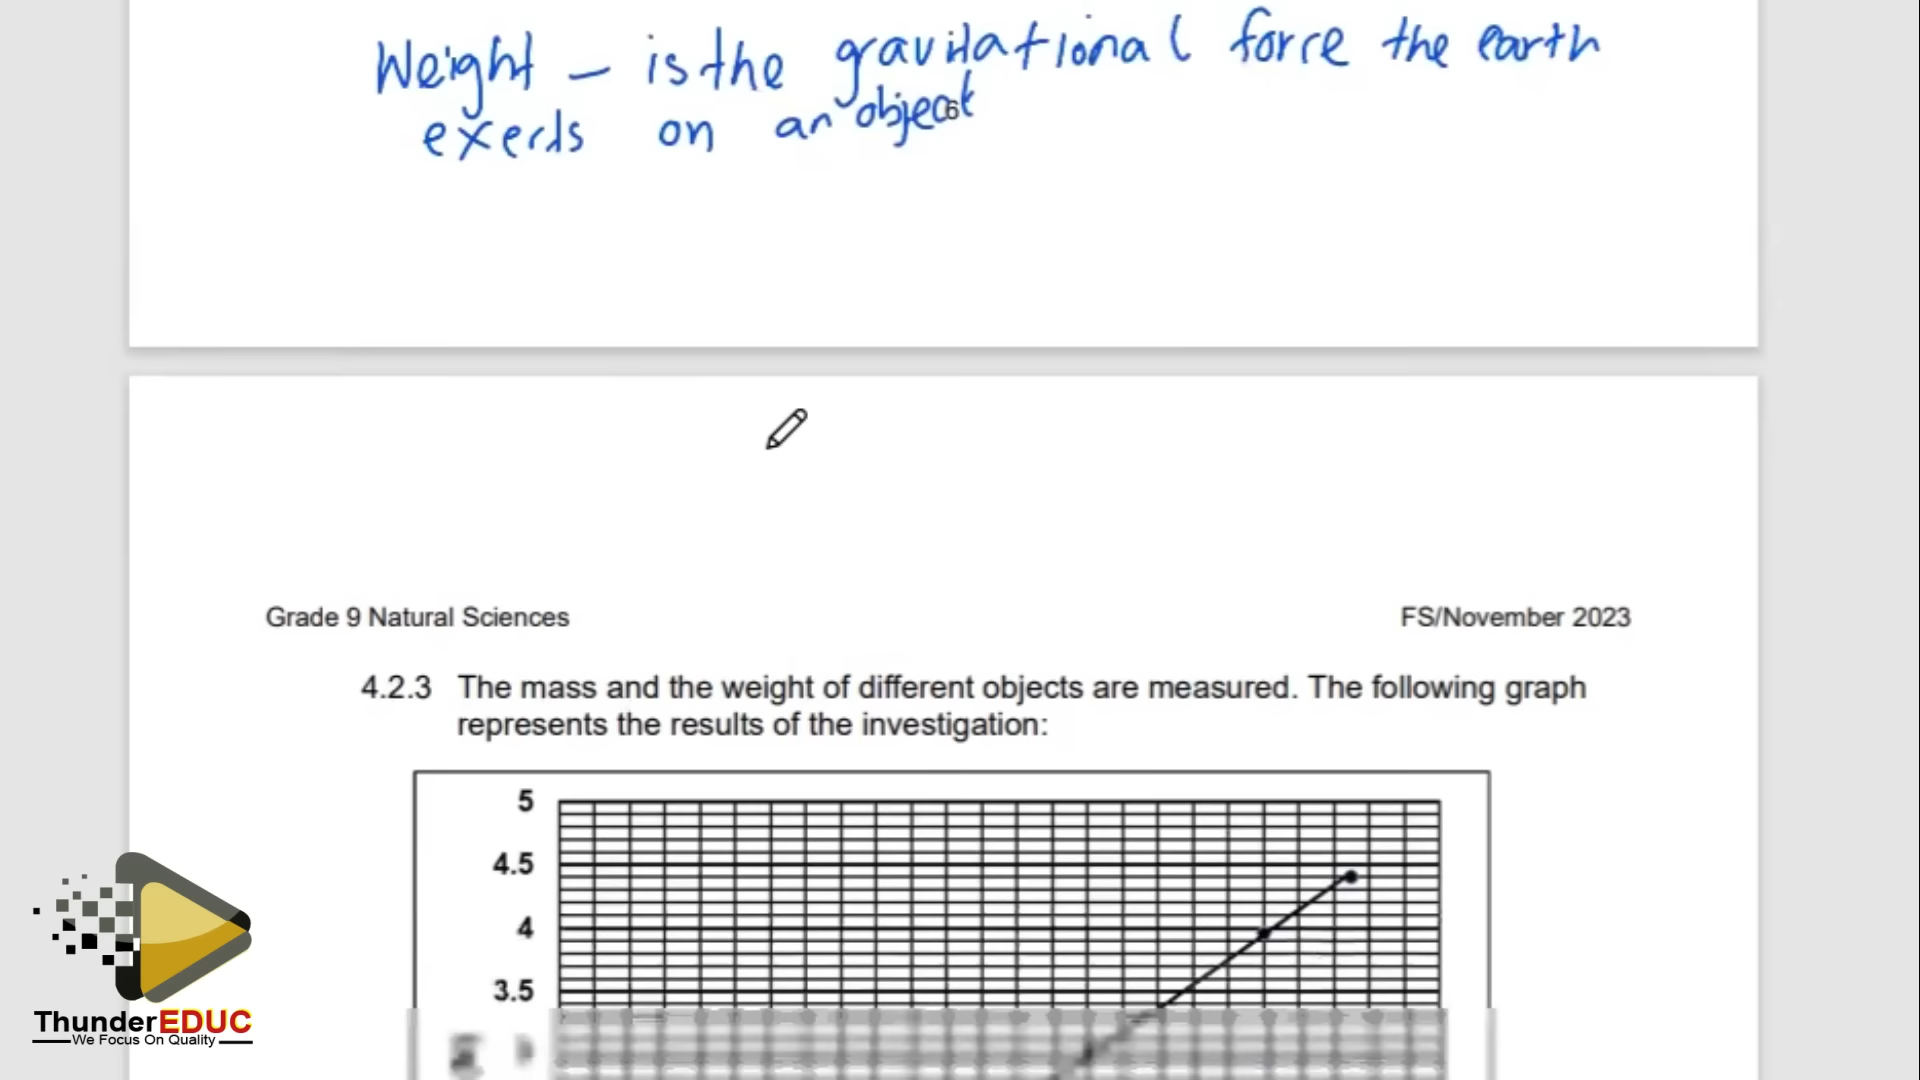 Weight – is the gravitational force the earth
exerts on an object
6
Grade 9 Natural Sciences
FS/November 2023
4.2.3 The mass and the weight of different objects are measured. The following graph
represents the results of the investigation:
5
4.5
4
3.5
ThunderEDUC
We Focus On Quality